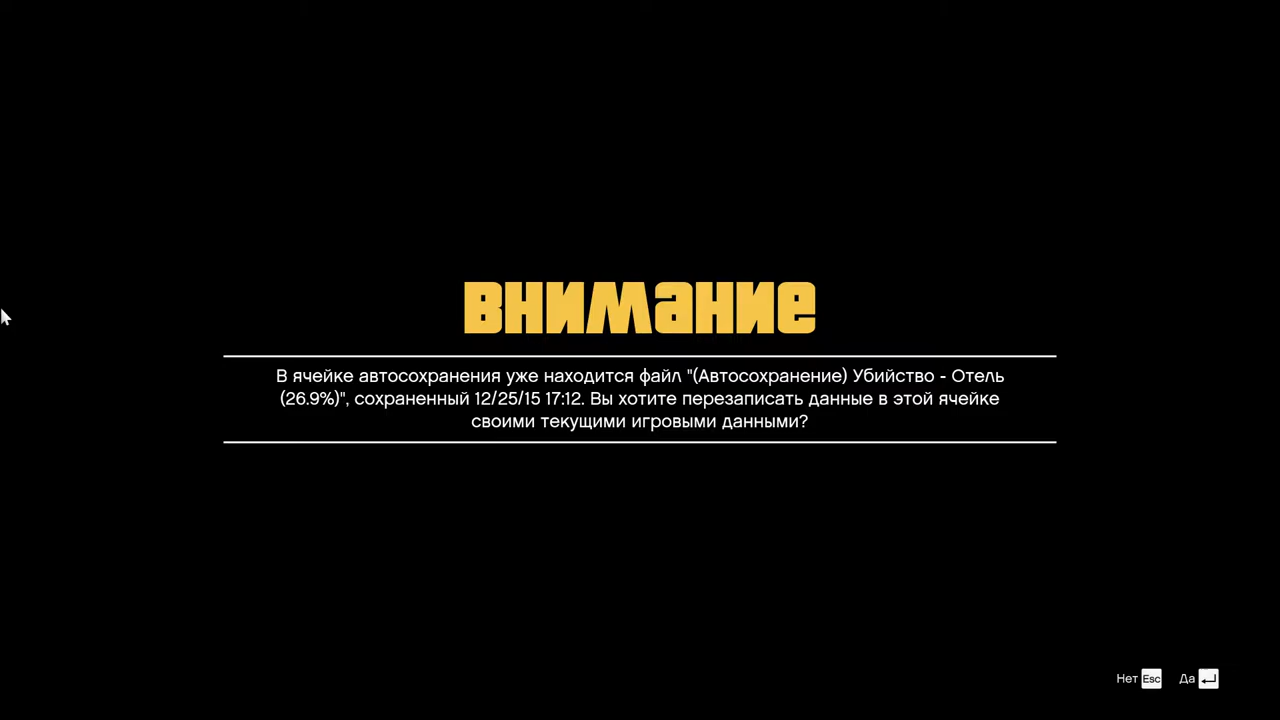 внимание
В ячейке автосохранения уже находится файл "(Автосохранение) Убийство - Отель
(26.9%)", сохраненный 12/25/15 17:12. Вы хотите перезаписать данные в этой ячейке
своими текущими игровыми данными?
Нет Esc Да